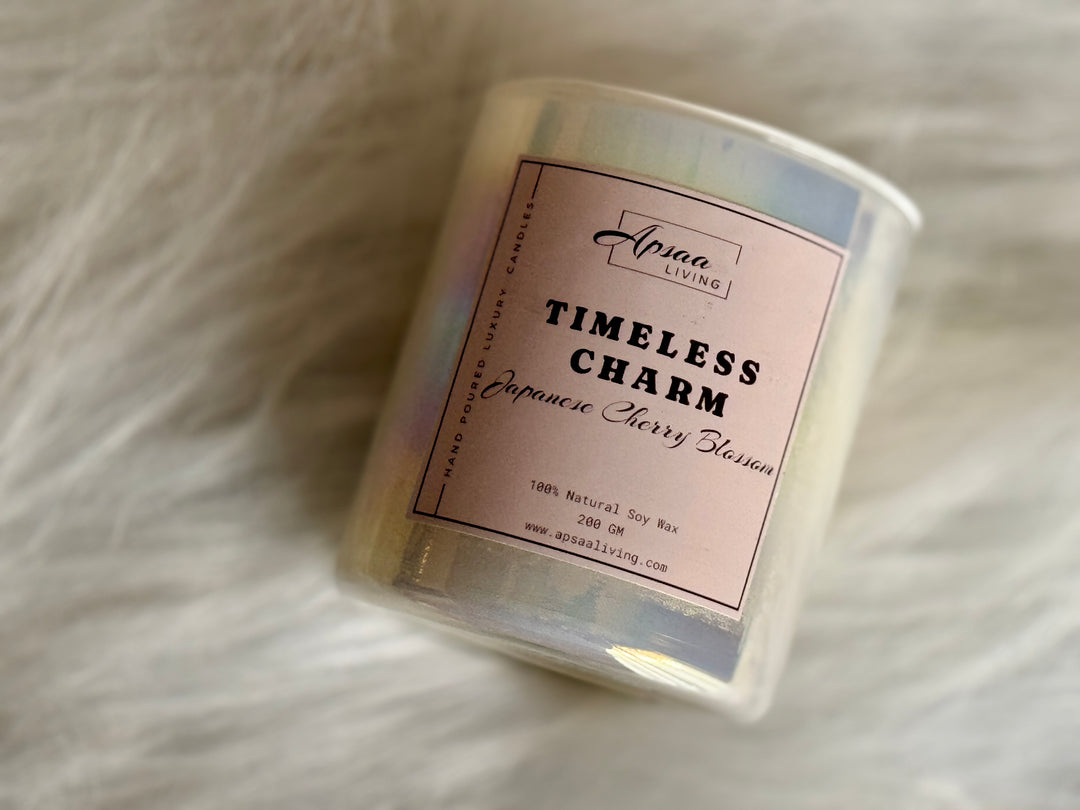 Apsaa
LIVING
TIMELESS
CHARM
Japanese Cherry Blossom
100% Natural Soy Wax
200 GM
www.apsaaliving.com
HAND POURED LUXURY CANDLES